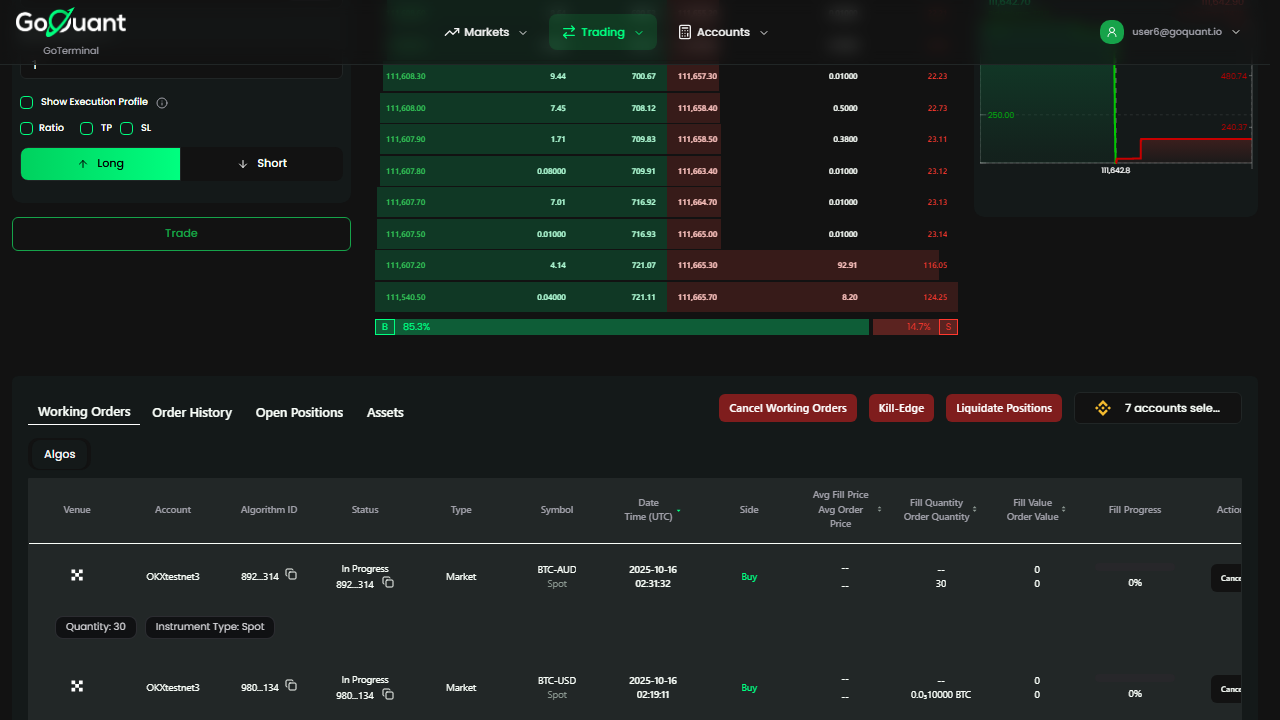 GoQuant
GoTerminal
Markets
Trading
Accounts
user6@goquant.io
Show Execution Profile
Ratio
TP
SL
Long
Short
Trade
111,608.30 9.44 700.67 111,657.30 0.01000 22.23
111,608.00 7.45 708.12 111,658.40 0.5000 22.73
111,607.90 1.71 709.83 111,658.50 0.3800 23.11
111,607.80 0.08000 709.91 111,663.40 0.01000 23.12
111,607.70 7.01 716.92 111,664.70 0.01000 23.13
111,607.50 0.01000 716.93 111,665.00 0.01000 23.14
111,607.20 4.14 721.07 111,665.30 92.91 116.05
111,540.50 0.04000 721.11 111,665.70 8.20 124.25
B 85.3% 14.7% S
480.74
250.00
240.37
111,642.8
Working Orders
Order History
Open Positions
Assets
Cancel Working Orders
Kill-Edge
Liquidate Positions
7 accounts sele...
Algos
Venue
Account
Algorithm ID
Status
Type
Symbol
Date
Time (UTC)
Side
Avg Fill Price
Avg Order
Price
Fill Quantity
Order Quantity
Fill Value
Order Value
Fill Progress
Action
OKXtestnet3
892...314
In Progress
892...314
Market
BTC-AUD
Spot
2025-10-16
02:31:32
Buy
--
--
--
30
0
0
0%
Cance
Quantity: 30
Instrument Type: Spot
OKXtestnet3
980...134
In Progress
980...134
Market
BTC-USD
Spot
2025-10-16
02:19:11
Buy
--
--
--
0.0₅10000 BTC
0
0
0%
Cance